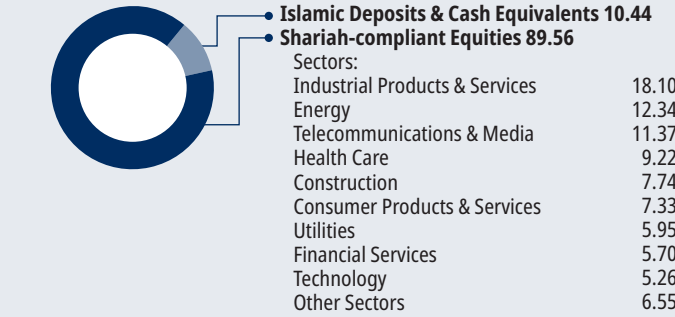 Islamic Deposits & Cash Equivalents 10.44
Shariah-compliant Equities 89.56
Sectors:
Industrial Products & Services 18.10
Energy 12.34
Telecommunications & Media 11.37
Health Care 9.22
Construction 7.74
Consumer Products & Services 7.33
Utilities 5.95
Financial Services 5.70
Technology 5.26
Other Sectors 6.55